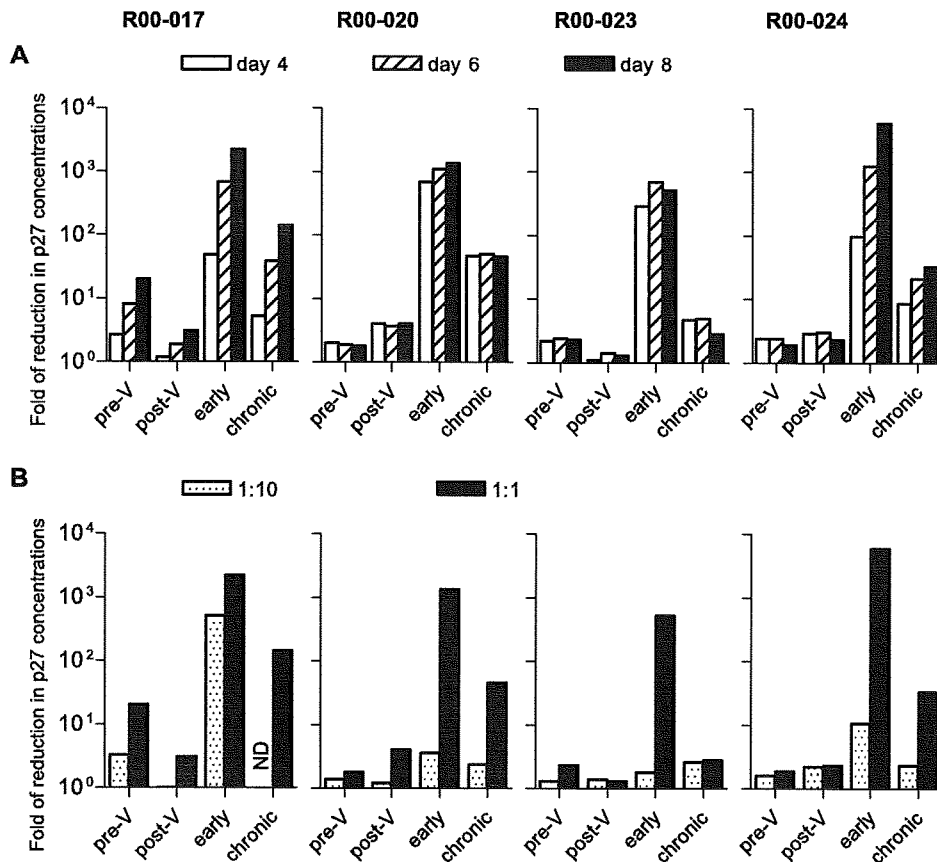 R00-017 R00-020 R00-023 R00-024
A
day 4 day 6 day 8
Fold of reduction in p27 concentrations
10^4
10^3
10^2
10^1
10^0
pre-V post-V early chronic pre-V post-V early chronic pre-V post-V early chronic pre-V post-V early chronic
B
1:10 1:1
Fold of reduction in p27 concentrations
10^4
10^3
10^2
10^1
10^0
ND
pre-V post-V early chronic pre-V post-V early chronic pre-V post-V early chronic pre-V post-V early chronic